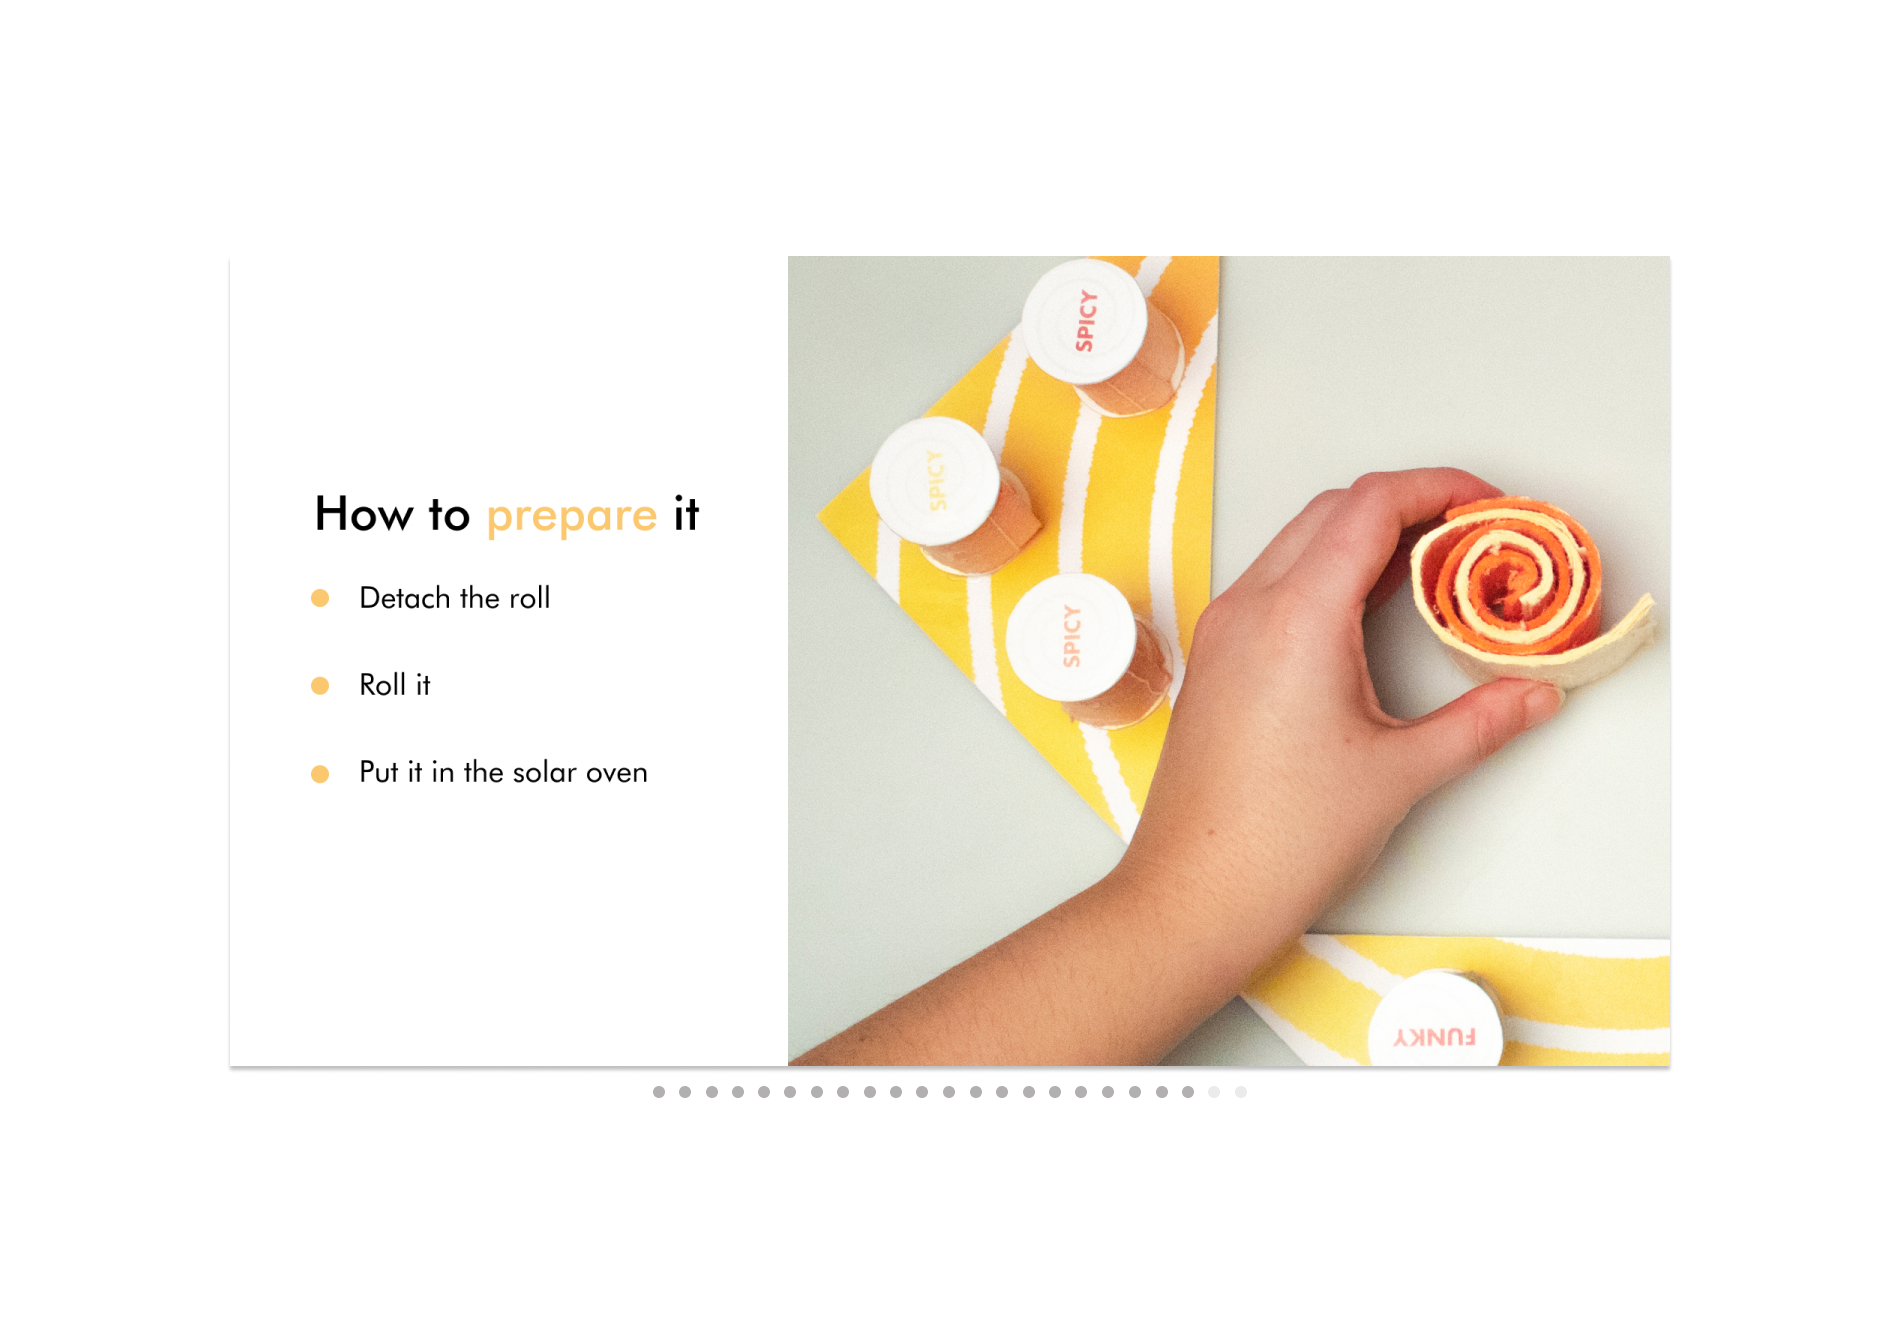 How to prepare it
Detach the roll
Roll it
Put it in the solar oven
SPICY
SPICY
SPICY
FUNKY